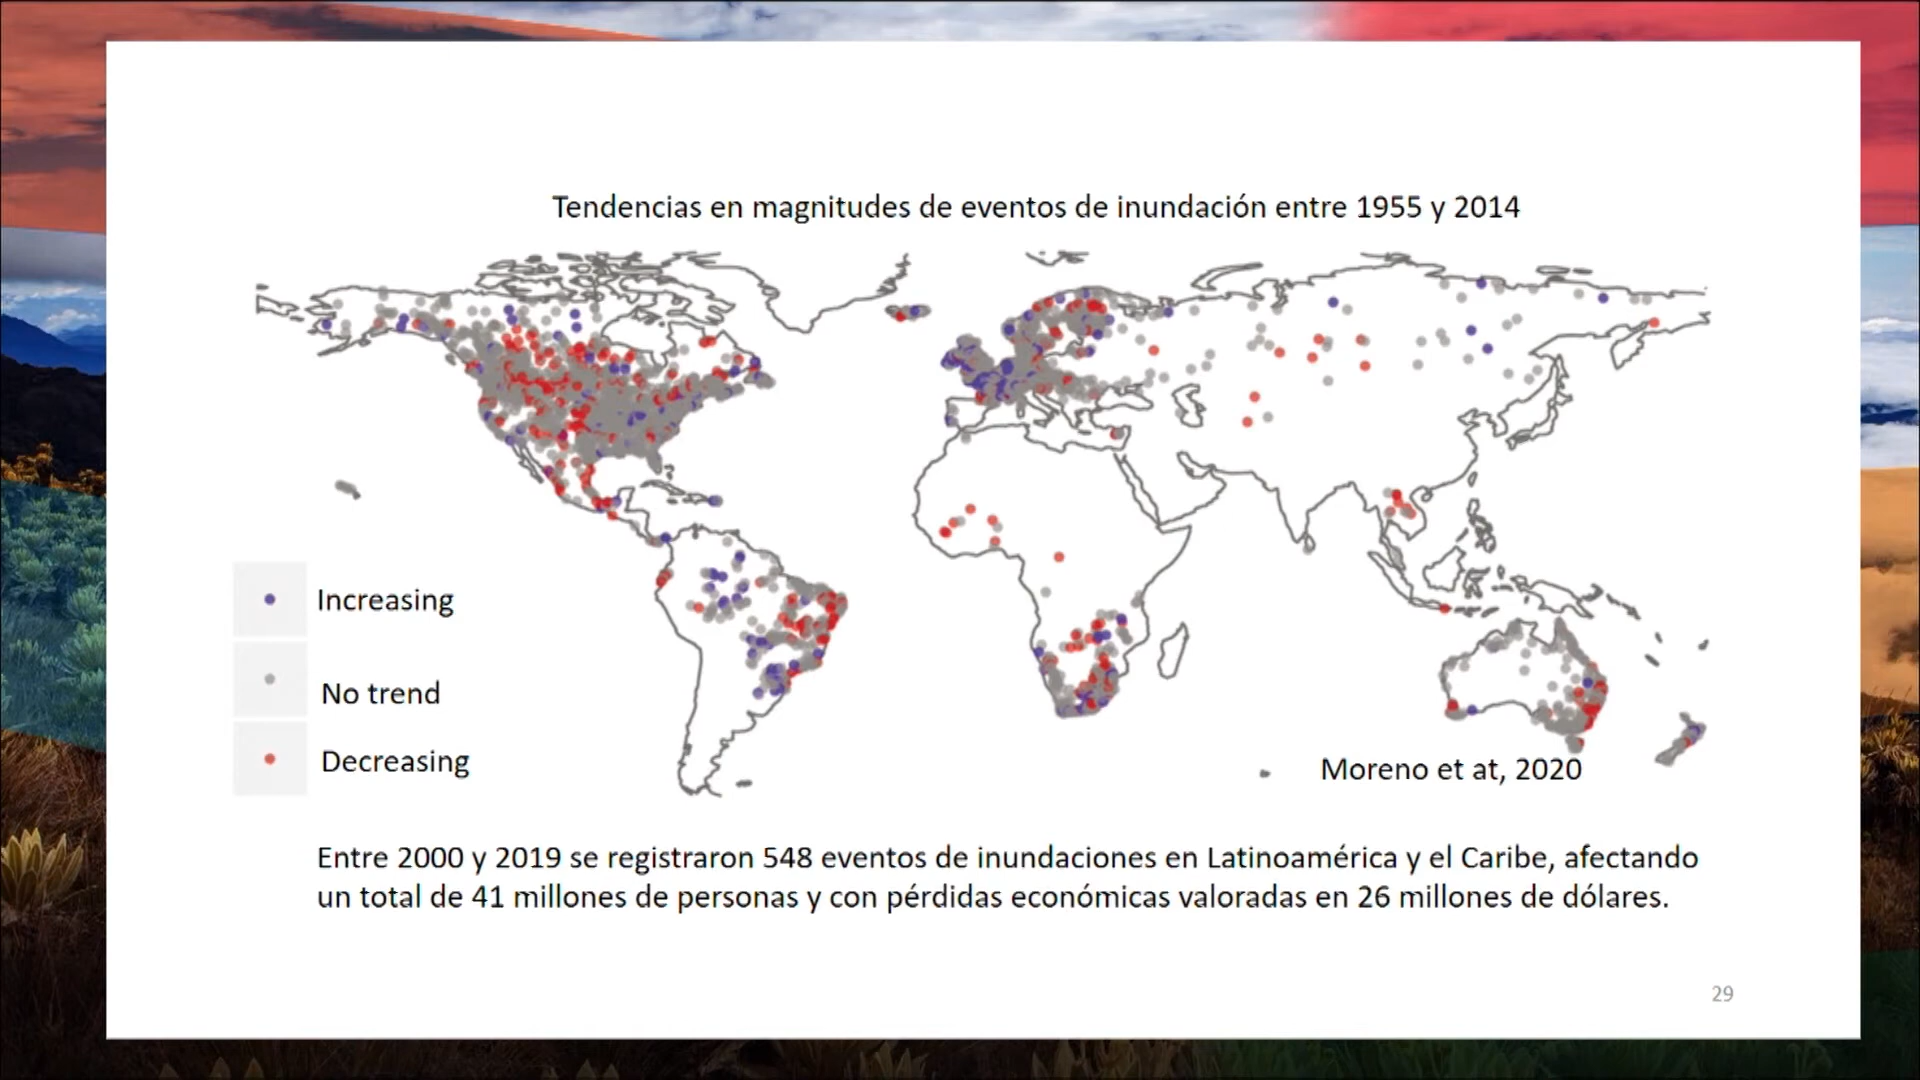 Tendencias en magnitudes de eventos de inundación entre 1955 y 2014
Increasing
No trend
Decreasing
Moreno et at, 2020
Entre 2000 y 2019 se registraron 548 eventos de inundaciones en Latinoamérica y el Caribe, afectando
un total de 41 millones de personas y con pérdidas económicas valoradas en 26 millones de dólares.
29